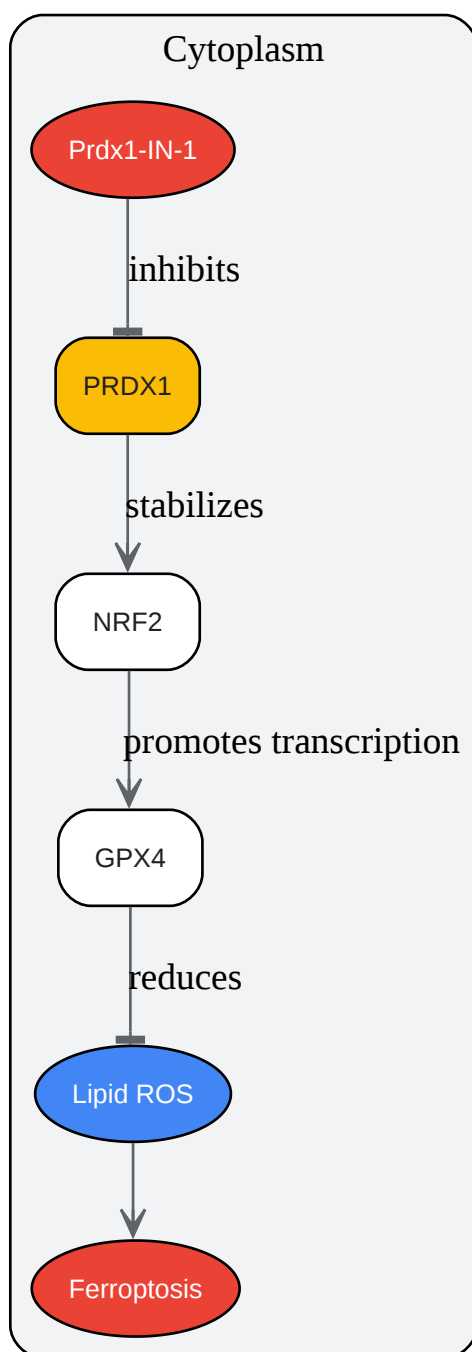 Cytoplasm
Prdx1-IN-1
inhibits
PRDX1
stabilizes
NRF2
promotes transcription
GPX4
reduces
Lipid ROS
Ferroptosis